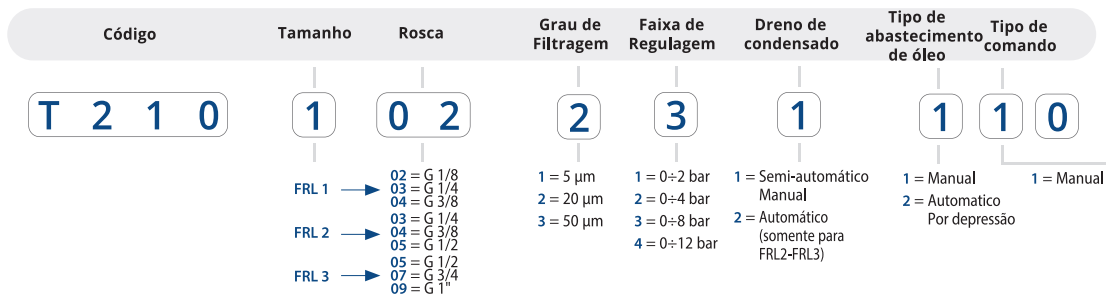 Código
Tamanho
Rosca
Grau de
Filtragem
Faixa de
Regulagem
Dreno de
condensado
Tipo de
abastecimento
de óleo
Tipo de
comando
T 2 1 0
1
0 2
2
3
1
1
1
0
FRL 1
02 = G 1/8
03 = G 1/4
04 = G 3/8
FRL 2
03 = G 1/4
04 = G 3/8
05 = G 1/2
FRL 3
05 = G 1/2
07 = G 3/4
09 = G 1"
1 = 5 µm
2 = 20 µm
3 = 50 µm
1 = 0÷2 bar
2 = 0÷4 bar
3 = 0÷8 bar
4 = 0÷12 bar
1 = Semi-automático
Manual
2 = Automático
(somente para
FRL2-FRL3)
1 = Manual
2 = Automatico
Por depressão
1 = Manual